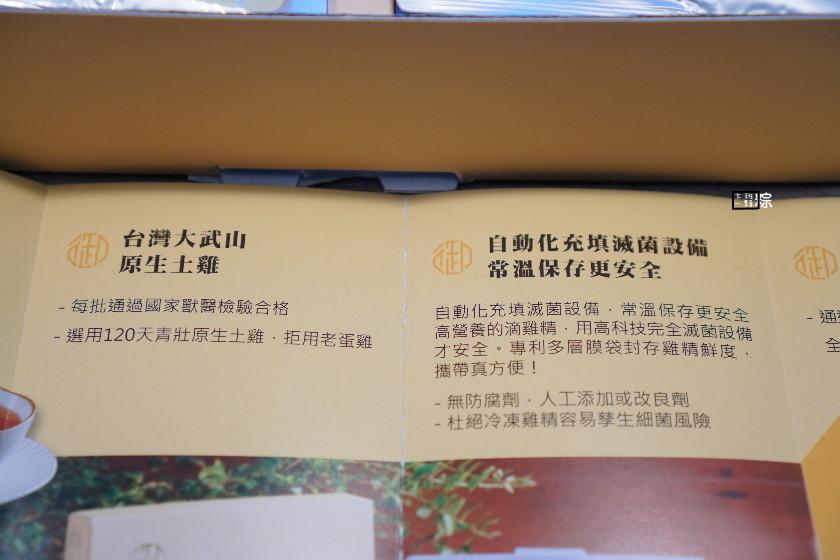 台灣大武山
原生土雞
- 每批通過國家獸醫檢驗合格
- 選用120天青壯原生土雞，拒用老蛋雞
自動化充填滅菌設備
常溫保存更安全
自動化充填滅菌設備，常溫保存更安全
高營養的滴雞精，用高科技完全滅菌設備
才安全。專利多層膜袋封存雞精鮮度，
攜帶真方便！
- 無防腐劑，人工添加或改良劑
- 杜絕冷凍雞精容易孳生細菌風險
御
御
- 通
全